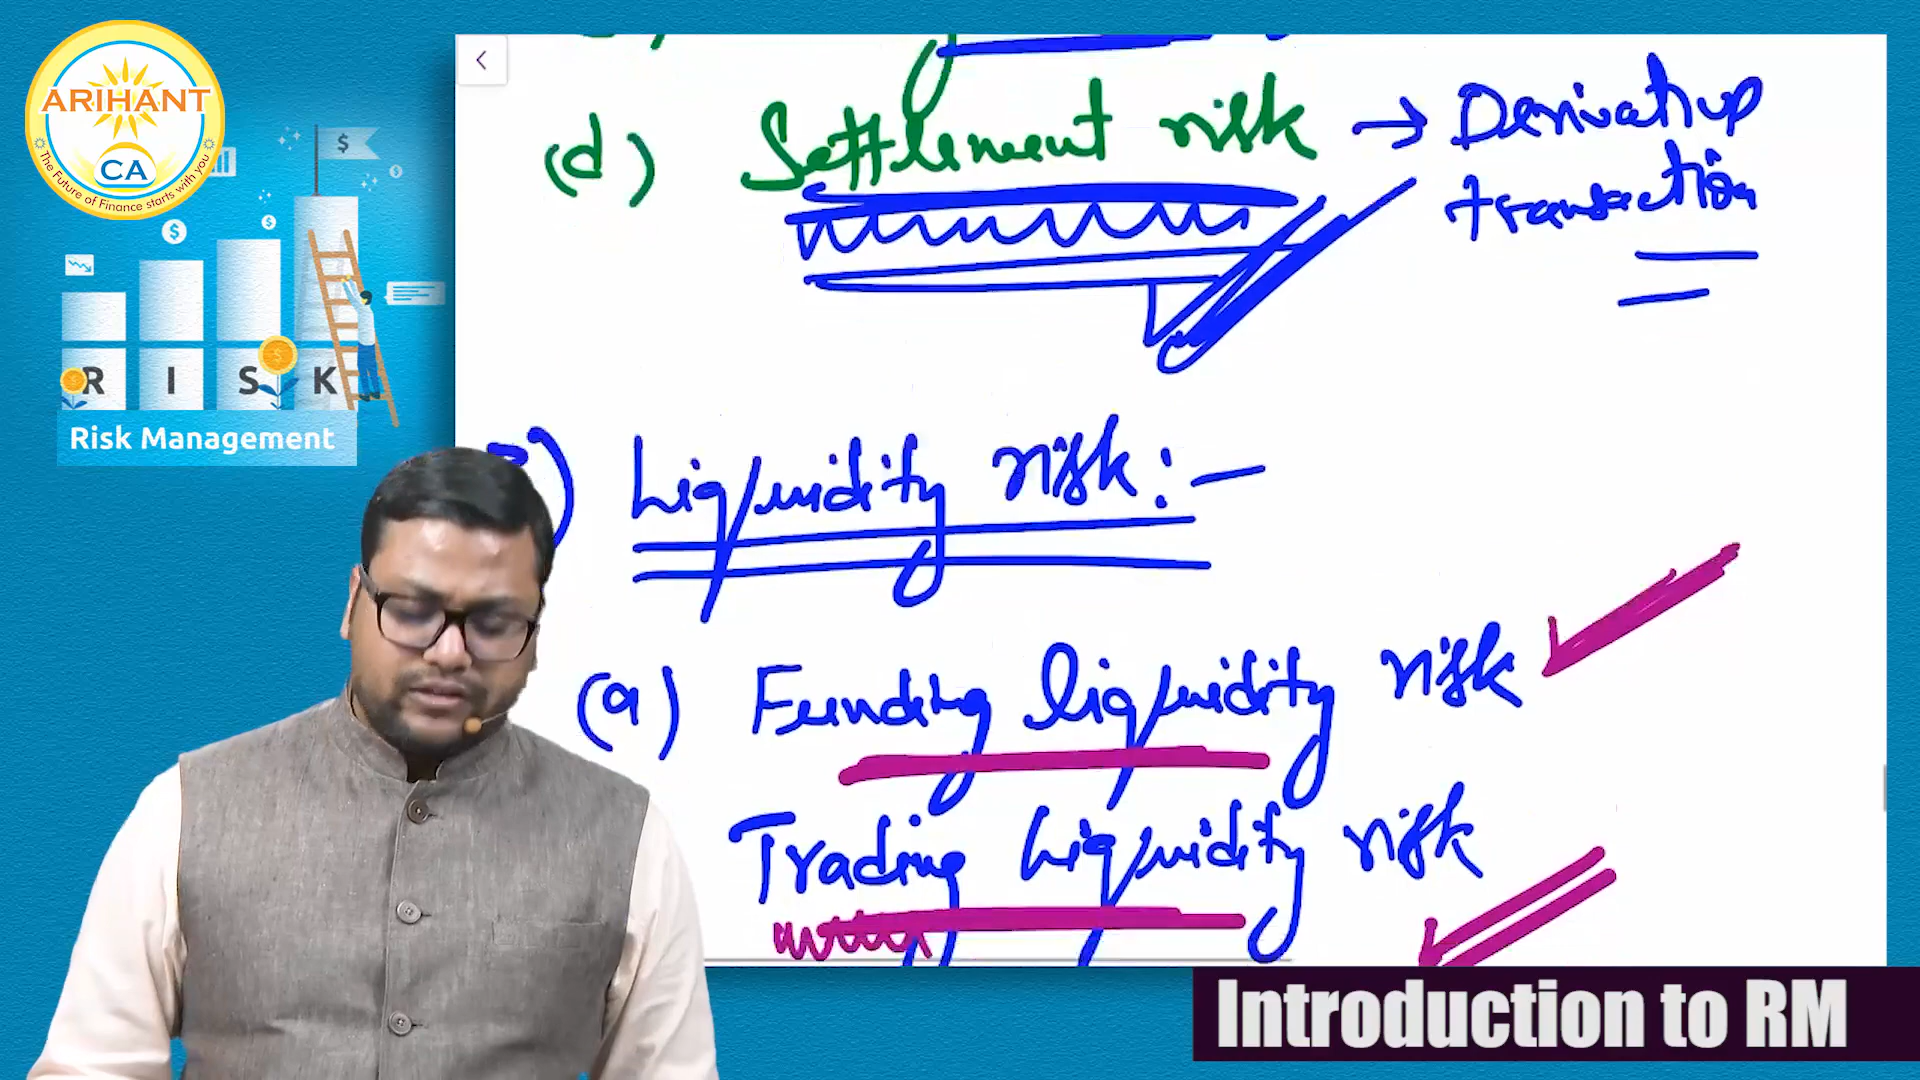 ARIHANT
CA
The Future of Finance starts with you
R I S K
Risk Management
(d) Settlement risk → Derivative
transaction
) Liquidity risk :-
(a) Funding liquidity risk
Trading Liquidity risk
Introduction to RM